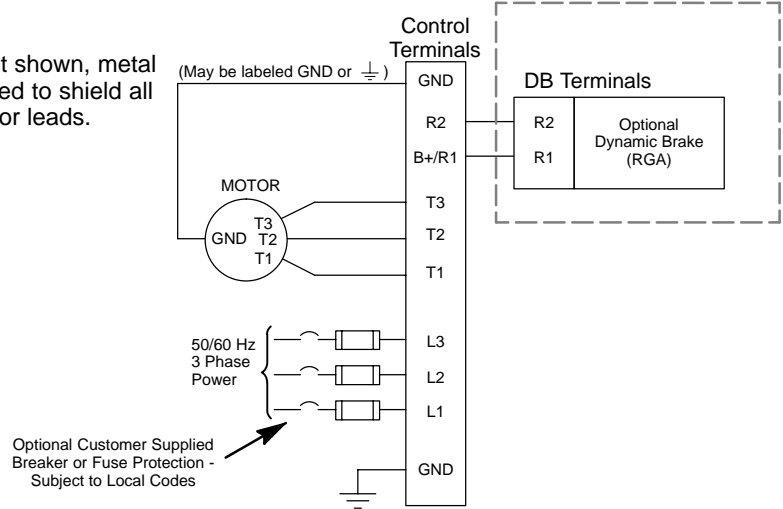 t shown, metal
ed to shield all
or leads.
(May be labeled GND or ⏚)
Control
Terminals
GND
R2
B+/R1
T3
T2
T1
L3
L2
L1
GND
DB Terminals
R2
R1
Optional
Dynamic Brake
(RGA)
MOTOR
GND
T3
T2
T1
50/60 Hz
3 Phase
Power
Optional Customer Supplied
Breaker or Fuse Protection -
Subject to Local Codes